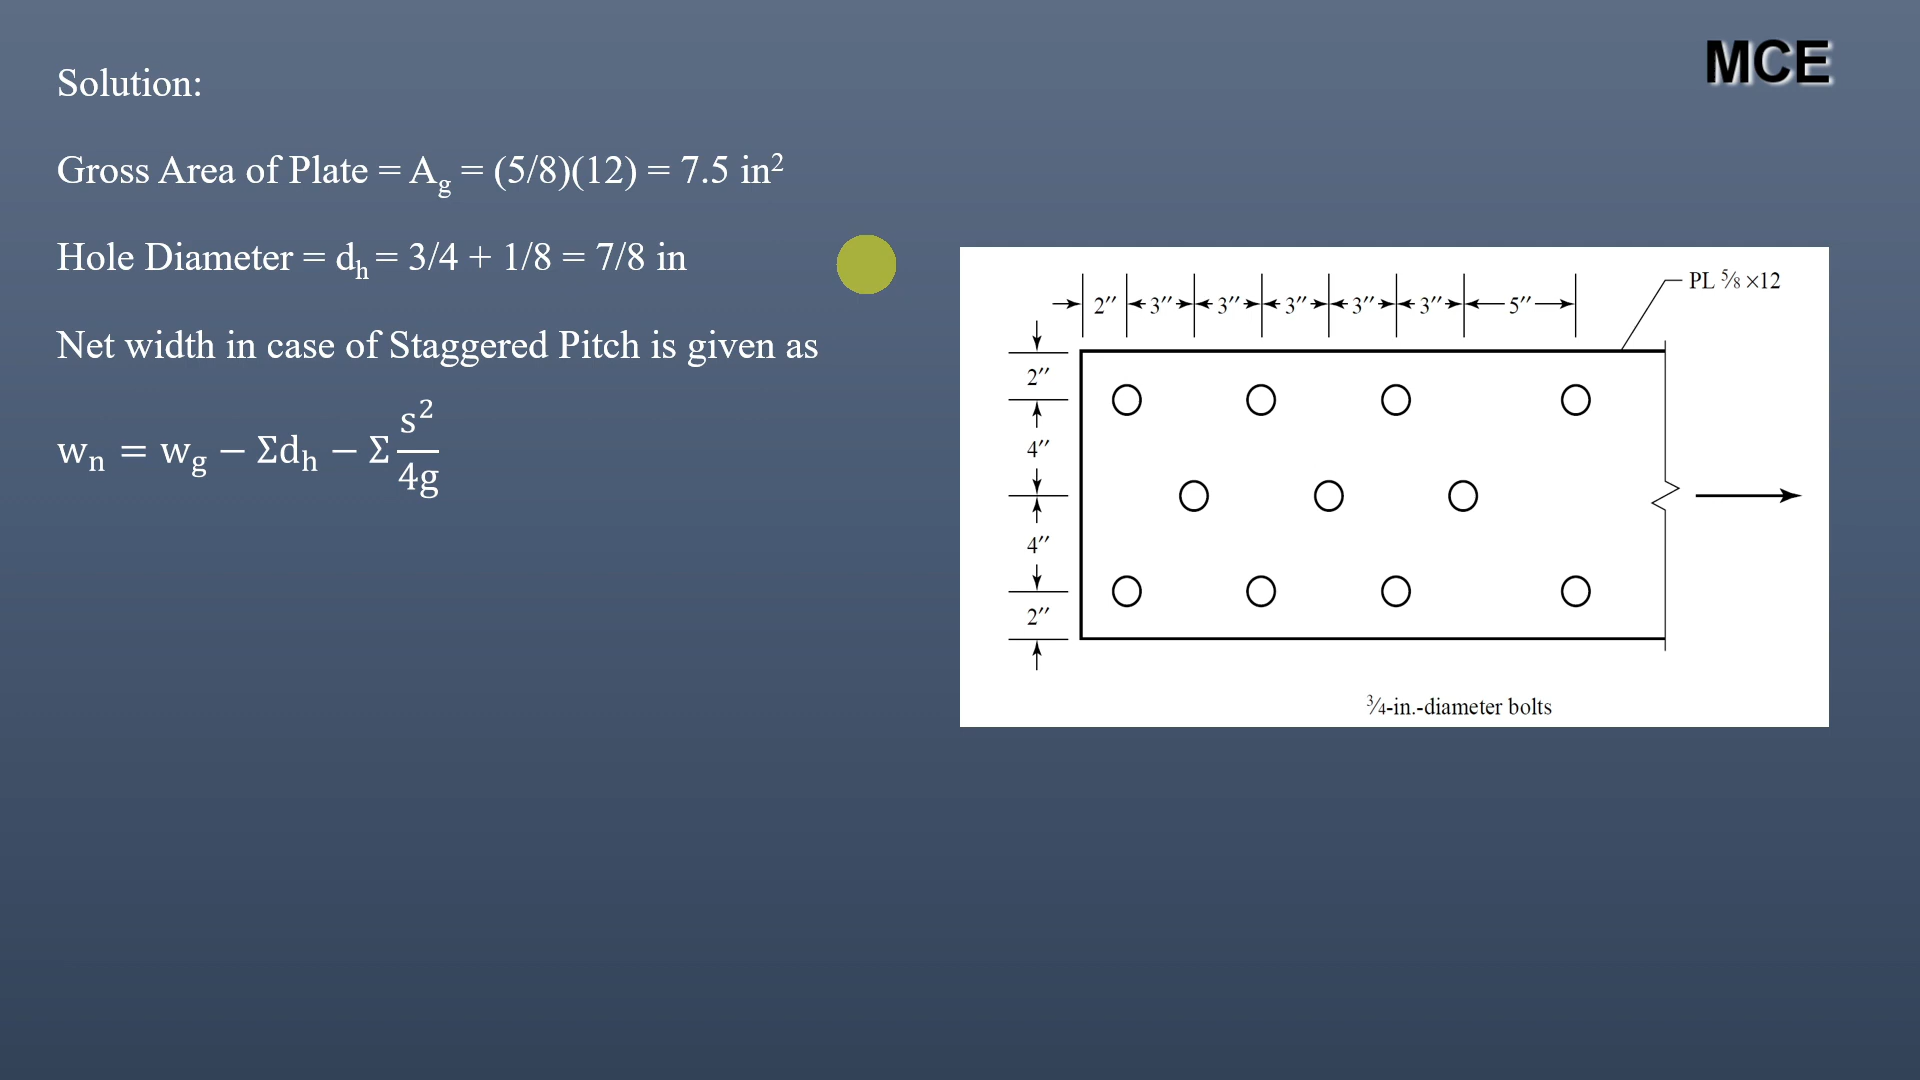 MCE
Solution:
Gross Area of Plate = A_g = (5/8)(12) = 7.5 in²
Hole Diameter = d_h = 3/4 + 1/8 = 7/8 in
Net width in case of Staggered Pitch is given as
w_n = w_g − Σd_h − Σ s²/4g
PL ⅝ ×12
2″ 3″ 3″ 3″ 3″ 3″ 5″
2″
4″
4″
2″
¾-in.-diameter bolts